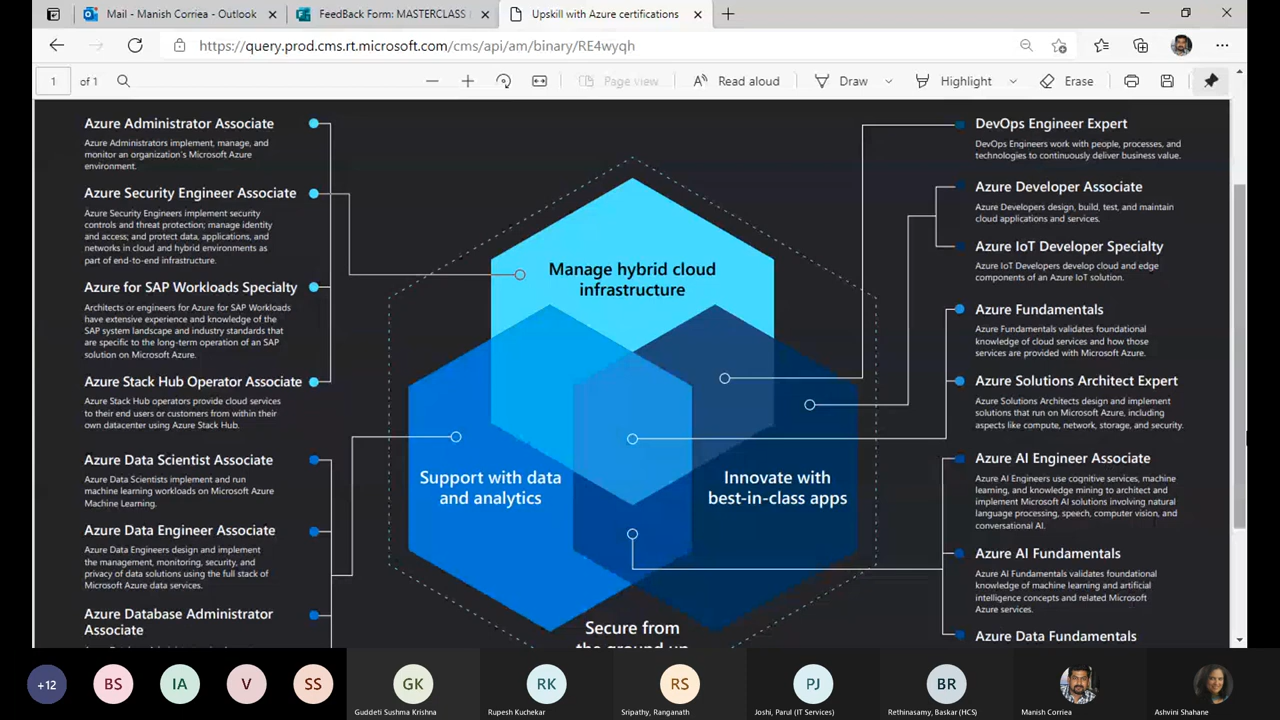 Mail - Manish Corriea - Outlook
FeedBack Form: MASTERCLASS
Upskill with Azure certifications
https://query.prod.cms.rt.microsoft.com/cms/api/am/binary/RE4wyqh
1
of 1
Page view
Read aloud
Draw
Highlight
Erase
Azure Administrator Associate
Azure Administrators implement, manage, and
monitor an organization's Microsoft Azure
environment.
Azure Security Engineer Associate
Azure Security Engineers implement security
controls and threat protection; manage identity
and access; and protect data, applications, and
networks in cloud and hybrid environments as
part of end-to-end infrastructure.
Azure for SAP Workloads Specialty
Architects or engineers for Azure for SAP Workloads
have extensive experience and knowledge of the
SAP system landscape and industry standards that
are specific to the long-term operation of an SAP
solution on Microsoft Azure.
Azure Stack Hub Operator Associate
Azure Stack Hub operators provide cloud services
to their end users or customers from within their
own datacenter using Azure Stack Hub.
Azure Data Scientist Associate
Azure Data Scientists implement and run
machine learning workloads on Microsoft Azure
Machine Learning.
Azure Data Engineer Associate
Azure Data Engineers design and implement
the management, monitoring, security, and
privacy of data solutions using the full stack of
Microsoft Azure data services.
Azure Database Administrator
Associate
Manage hybrid cloud
infrastructure
Support with data
and analytics
Innovate with
best-in-class apps
Secure from
the ground up
DevOps Engineer Expert
DevOps Engineers work with people, processes, and
technologies to continuously deliver business value.
Azure Developer Associate
Azure Developers design, build, test, and maintain
cloud applications and services.
Azure IoT Developer Specialty
Azure IoT Developers develop cloud and edge
components of an Azure IoT solution.
Azure Fundamentals
Azure Fundamentals validates foundational
knowledge of cloud services and how those
services are provided with Microsoft Azure.
Azure Solutions Architect Expert
Azure Solutions Architects design and implement
solutions that run on Microsoft Azure, including
aspects like compute, network, storage, and security.
Azure AI Engineer Associate
Azure AI Engineers use cognitive services, machine
learning, and knowledge mining to architect and
implement Microsoft AI solutions involving natural
language processing, speech, computer vision, and
conversational AI.
Azure AI Fundamentals
Azure AI Fundamentals validates foundational
knowledge of machine learning and artificial
intelligence concepts and related Microsoft
Azure services.
Azure Data Fundamentals
+12
BS
IA
V
SS
GK
RK
RS
PJ
BR
Guddeti Sushma Krishna
Rupesh Kuchekar
Sripathy, Ranganath
Joshi, Parul (IT Services)
Rethinasamy, Baskar (HCS)
Manish Corriea
Ashvini Shahane